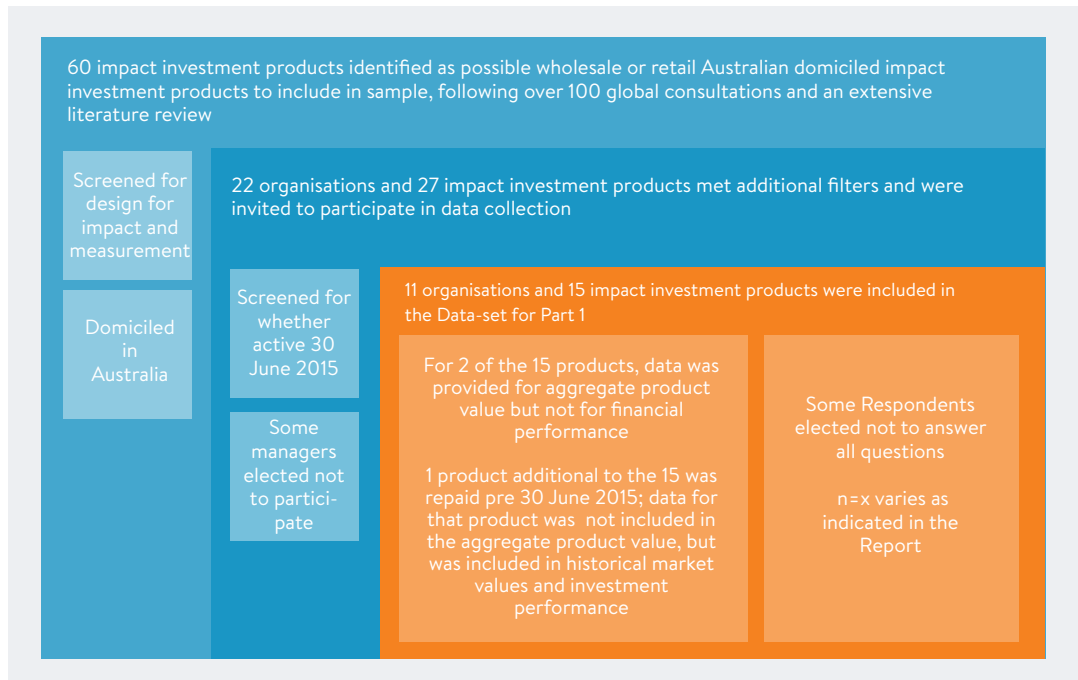 60 impact investment products identified as possible wholesale or retail Australian domiciled impact
investment products to include in sample, following over 100 global consultations and an extensive
literature review
Screened for
design for
impact and
measurement
Domiciled
in
Australia
22 organisations and 27 impact investment products met additional filters and were
invited to participate in data collection
Screened for
whether
active 30
June 2015
Some
managers
elected not
to partici-
pate
11 organisations and 15 impact investment products were included in
the Data-set for Part 1
For 2 of the 15 products, data was
provided for aggregate product
value but not for financial
performance
1 product additional to the 15 was
repaid pre 30 June 2015; data for
that product was not included in
the aggregate product value, but
was included in historical market
values and investment
performance
Some Respondents
elected not to answer
all questions
n=x varies as
indicated in the
Report